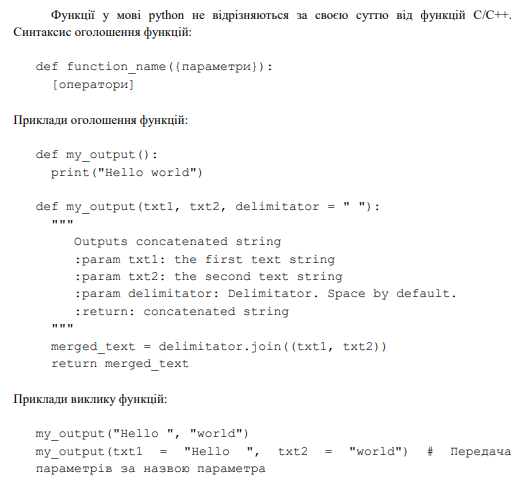 Функції у мові python не відрізняються за своєю суттю від функцій C/C++.
Синтаксис оголошення функцій:
def function_name({параметри}):
[оператори]
Приклади оголошення функцій:
def my_output():
print("Hello world")
def my_output(txt1, txt2, delimitator = " "):
"""
Outputs concatenated string
:param txt1: the first text string
:param txt2: the second text string
:param delimitator: Delimitator. Space by default.
:return: concatenated string
"""
merged_text = delimitator.join((txt1, txt2))
return merged_text
Приклади виклику функцій:
my_output("Hello ", "world")
my_output(txt1 = "Hello ", txt2 = "world") # Передача
параметрів за назвою параметра